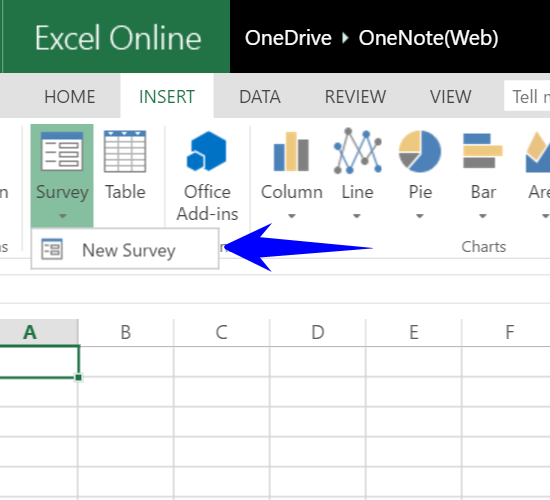 Excel Online OneDrive ▸ OneNote(Web)
HOME INSERT DATA REVIEW VIEW Tell
Survey Table Office Add-ins Column Line Pie Bar
Charts
New Survey
A B C D E F